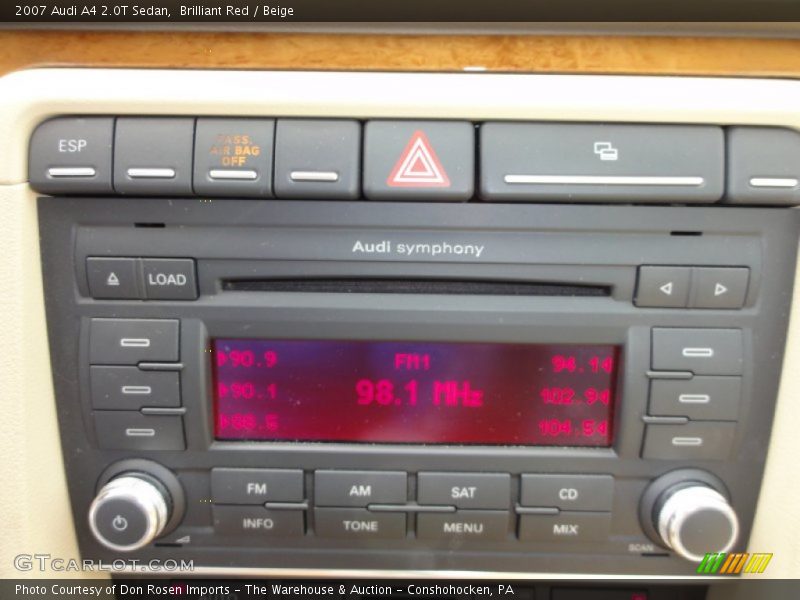 2007 Audi A4 2.0T Sedan,  Brilliant Red / Beige
ESP
PASS.
AIR BAG
OFF
Audi symphony
LOAD
90.9 FM1 94.1
90.1 98.1 MHz 102.9
88.5 104.5
FM AM SAT CD
INFO TONE MENU MIX
SCAN
GTCarLot.com
Photo Courtesy of Don Rosen Imports - The Warehouse & Auction - Conshohocken, PA